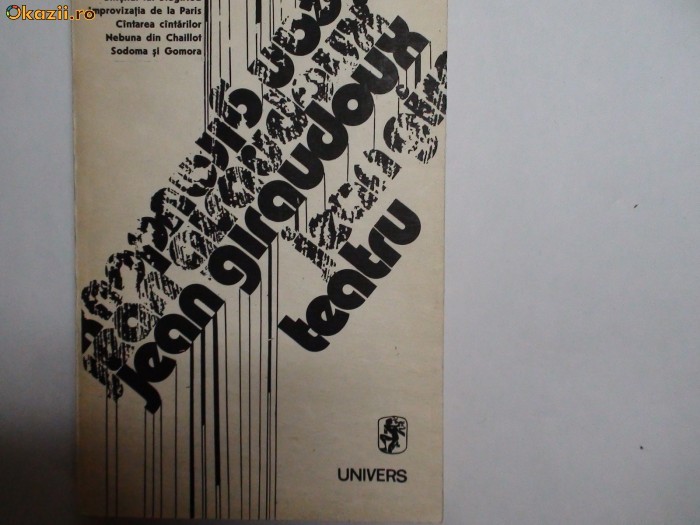 Okazii.ro
Improvizația de la Paris
Cîntarea cîntărilor
Nebuna din Chaillot
Sodoma și Gomora
jean giraudoux
teatru
UNIVERS